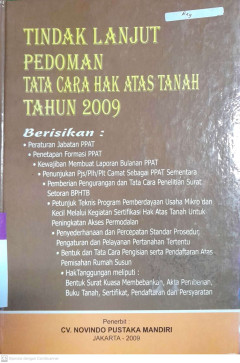 TINDAK LANJUT
PEDOMAN
TATA CARA HAK ATAS TANAH
TAHUN 2009
Berisikan :
• Peraturan Jabatan PPAT
• Penetapan Formasi PPAT
• Kewajiban Membuat Laporan Bulanan PPAT
• Penunjukan Pjs/Plh/Plt Camat Sebagai PPAT Sementara
• Pemberian Pengurangan dan Tata Cara Penelitian Surat
Setoran BPHTB
• Petunjuk Teknis Program Pemberdayaan Usaha Mikro dan
Kecil Melalui Kegiatan Sertifikasi Hak Atas Tanah Untuk
Peningkatan Akses Permodalan
• Penyederhanaan dan Percepatan Standar Prosedur,
Pengaturan dan Pelayanan Pertanahan Tertentu
• Bentuk dan Tata Cara Pengisian serta Pendaftaran Akta
Pemisahan Rumah Susun
• HakTanggungan meliputi :
Bentuk Surat Kuasa Membebankan, Akta Pemberian,
Buku Tanah, Sertifikat, Pendaftaran dan Persyaratan
Penerbit :
CV. NOVINDO PUSTAKA MANDIRI
JAKARTA - 2009